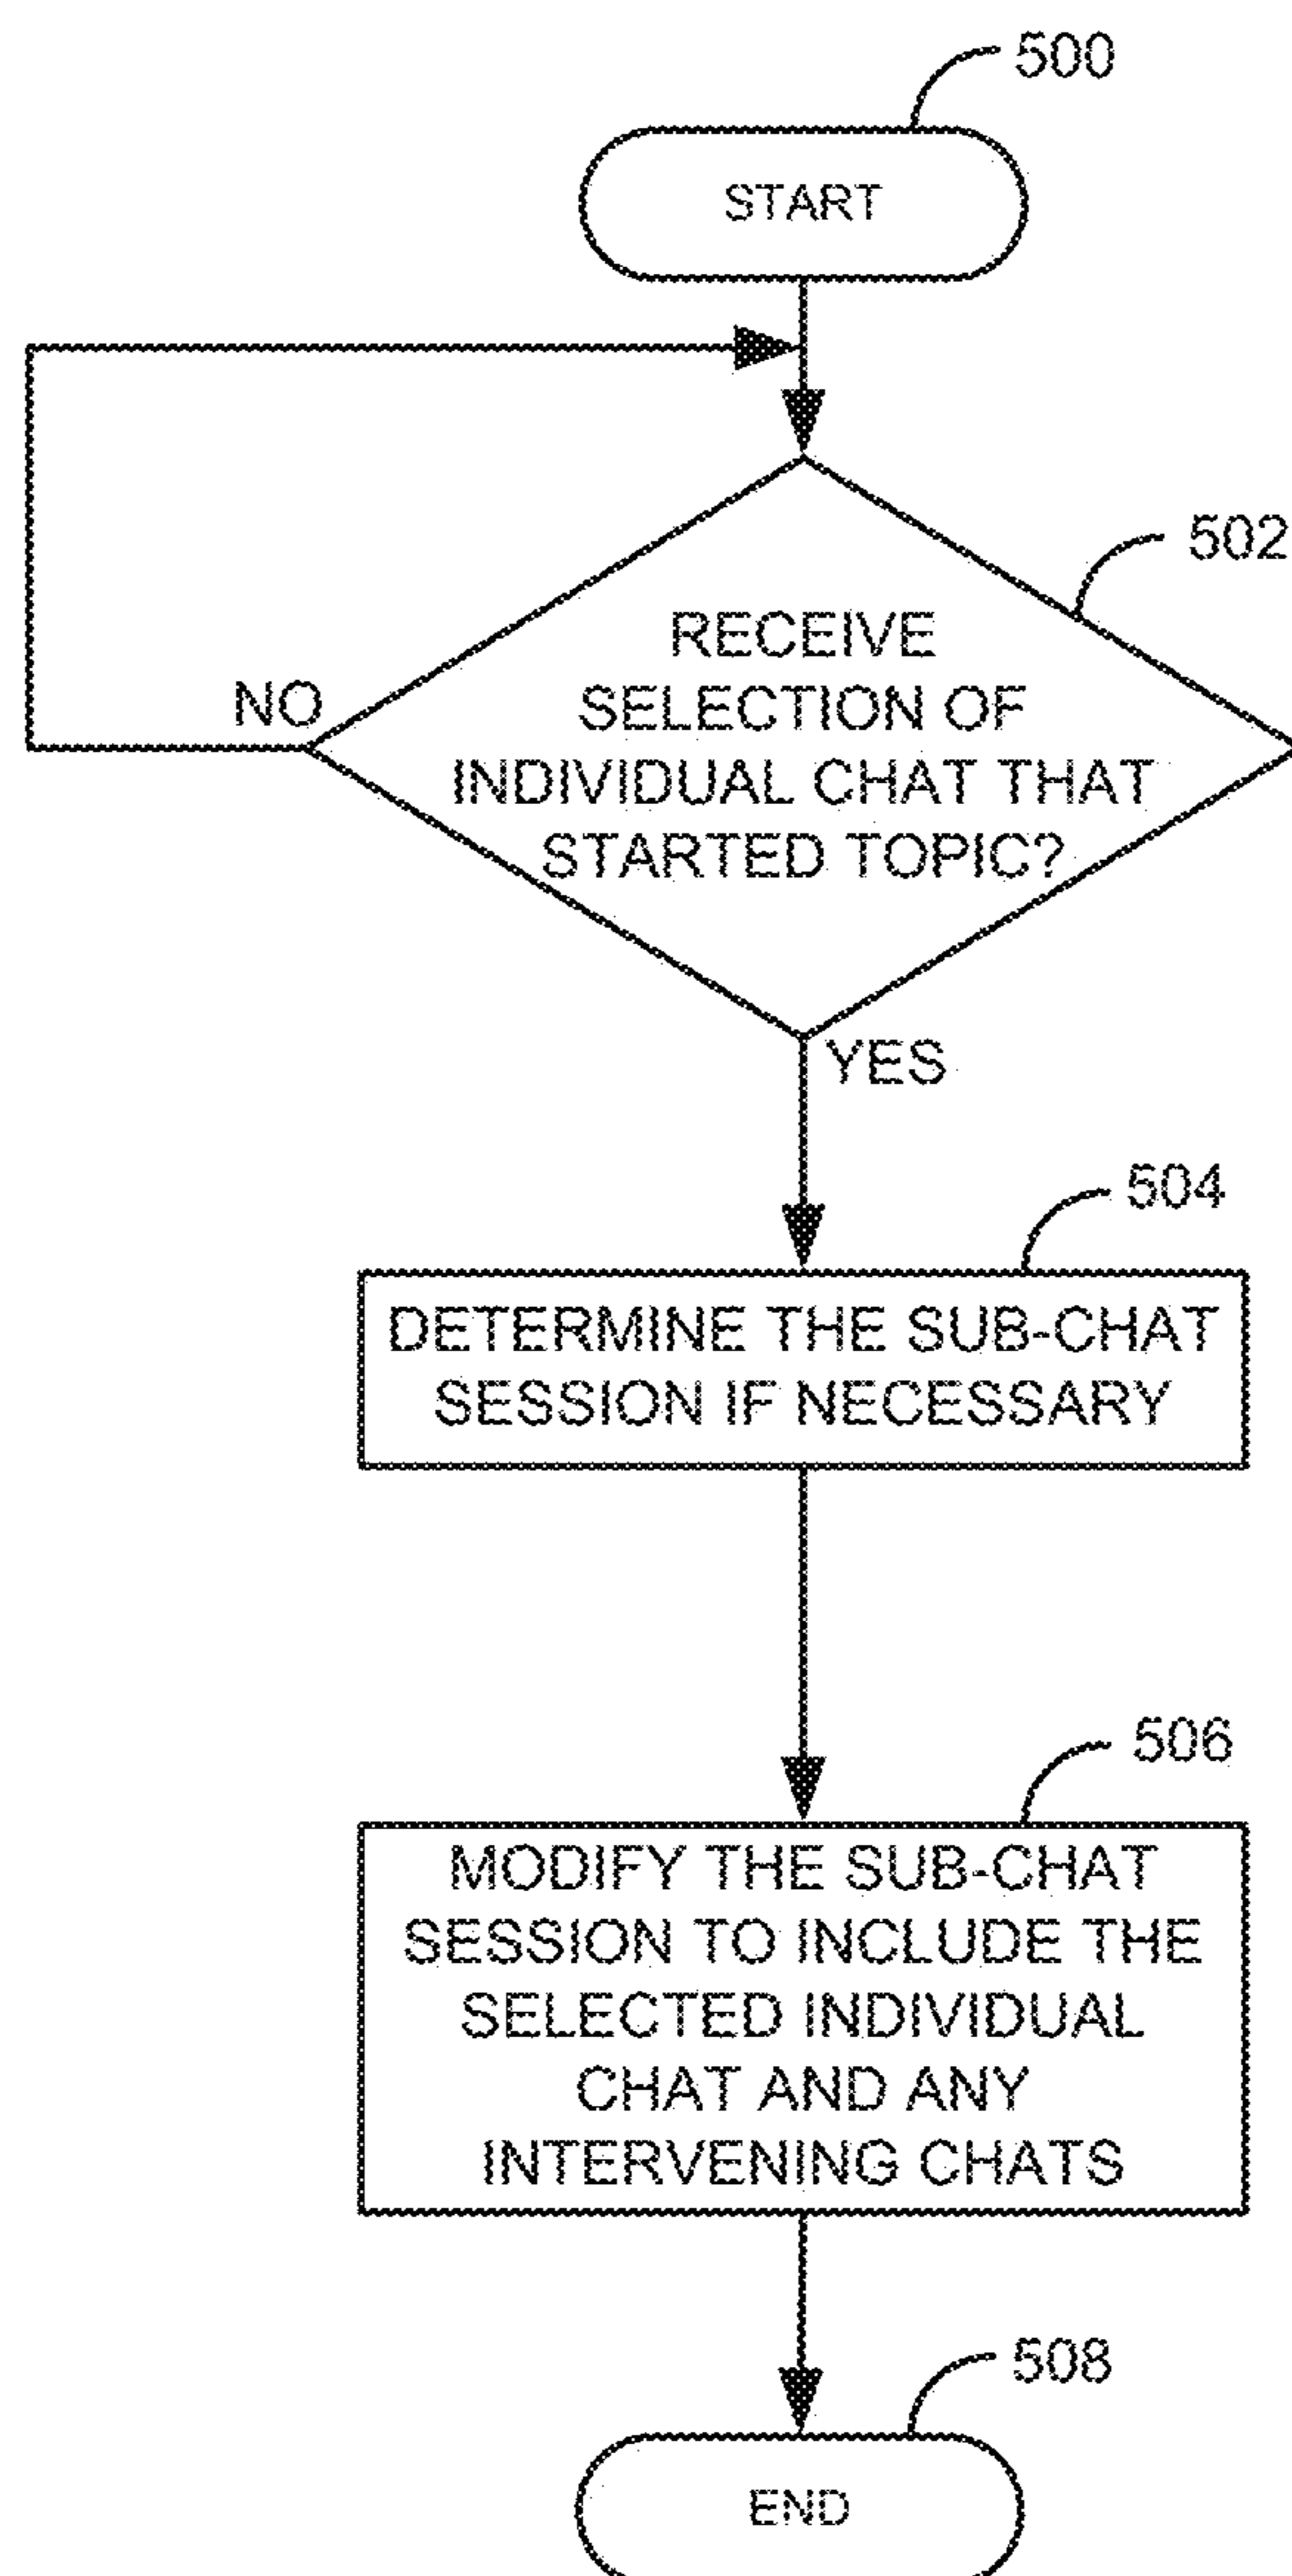 500
START
502
RECEIVE
SELECTION OF
INDIVIDUAL CHAT THAT
STARTED TOPIC?
NO
YES
504
DETERMINE THE SUB-CHAT
SESSION IF NECESSARY
506
MODIFY THE SUB-CHAT
SESSION TO INCLUDE THE
SELECTED INDIVIDUAL
CHAT AND ANY
INTERVENING CHATS
508
END